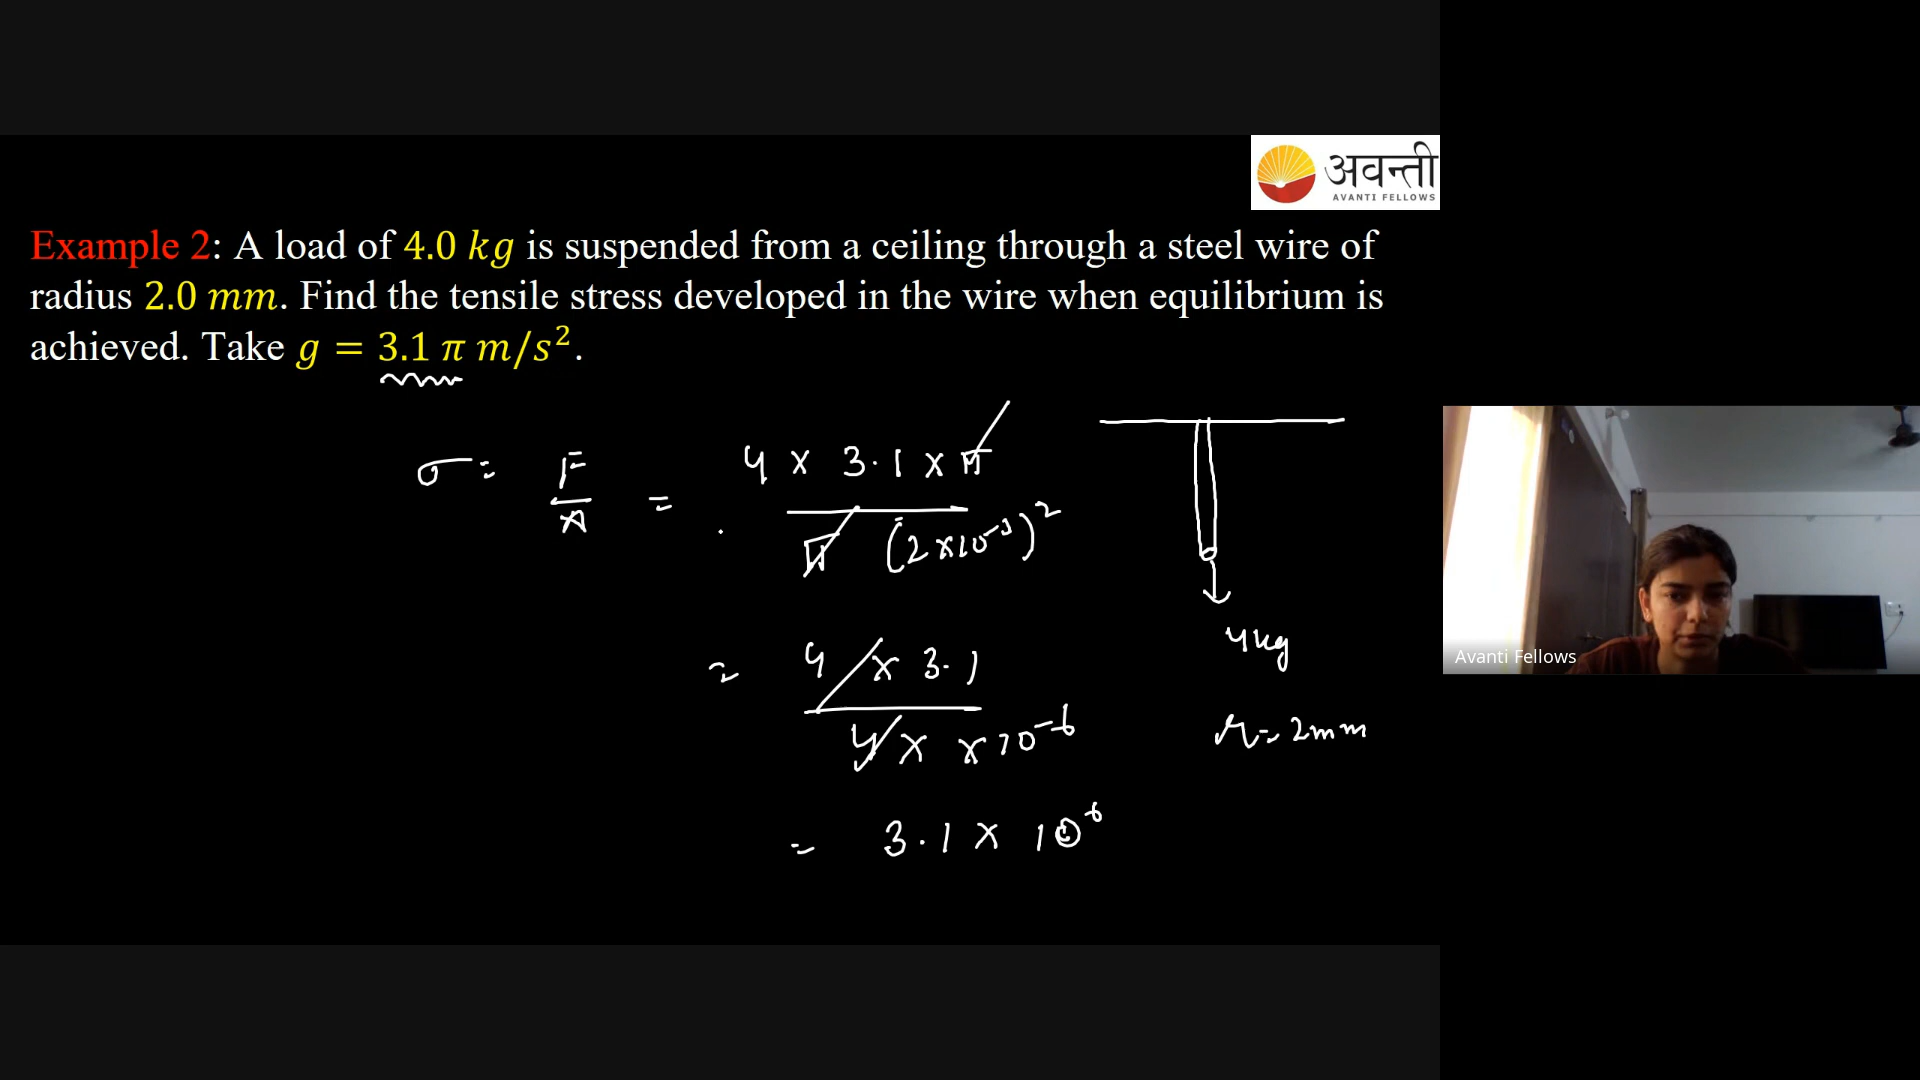 अवन्ती
AVANTI FELLOWS
Example 2: A load of 4.0 kg is suspended from a ceiling through a steel wire of
radius 2.0 mm. Find the tensile stress developed in the wire when equilibrium is
achieved. Take g = 3.1 π m/s².
σ = F/A = 4 × 3.1 × π / π (2×10⁻³)²
= 4 × 3.1 / 4 × × 10⁻⁶
= 3.1 × 10⁶
4kg
r = 2mm
Avanti Fellows